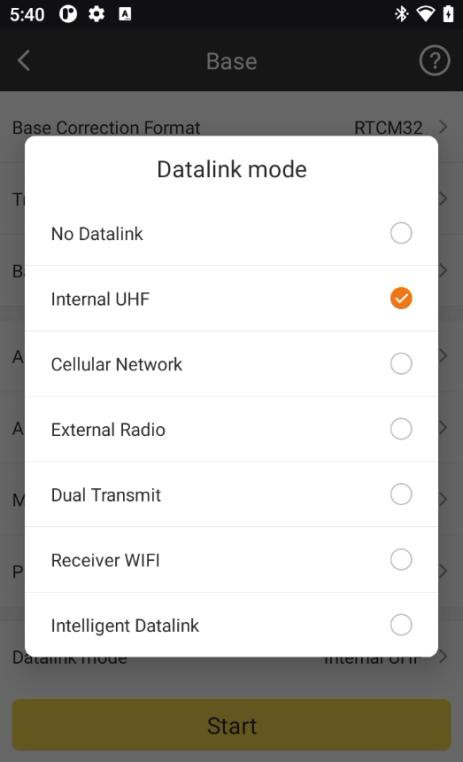 5:40
Base
Base Correction Format RTCM32
Datalink mode
No Datalink
Internal UHF
Cellular Network
External Radio
Dual Transmit
Receiver WIFI
Intelligent Datalink
Datalink mode Internal UHF
Start